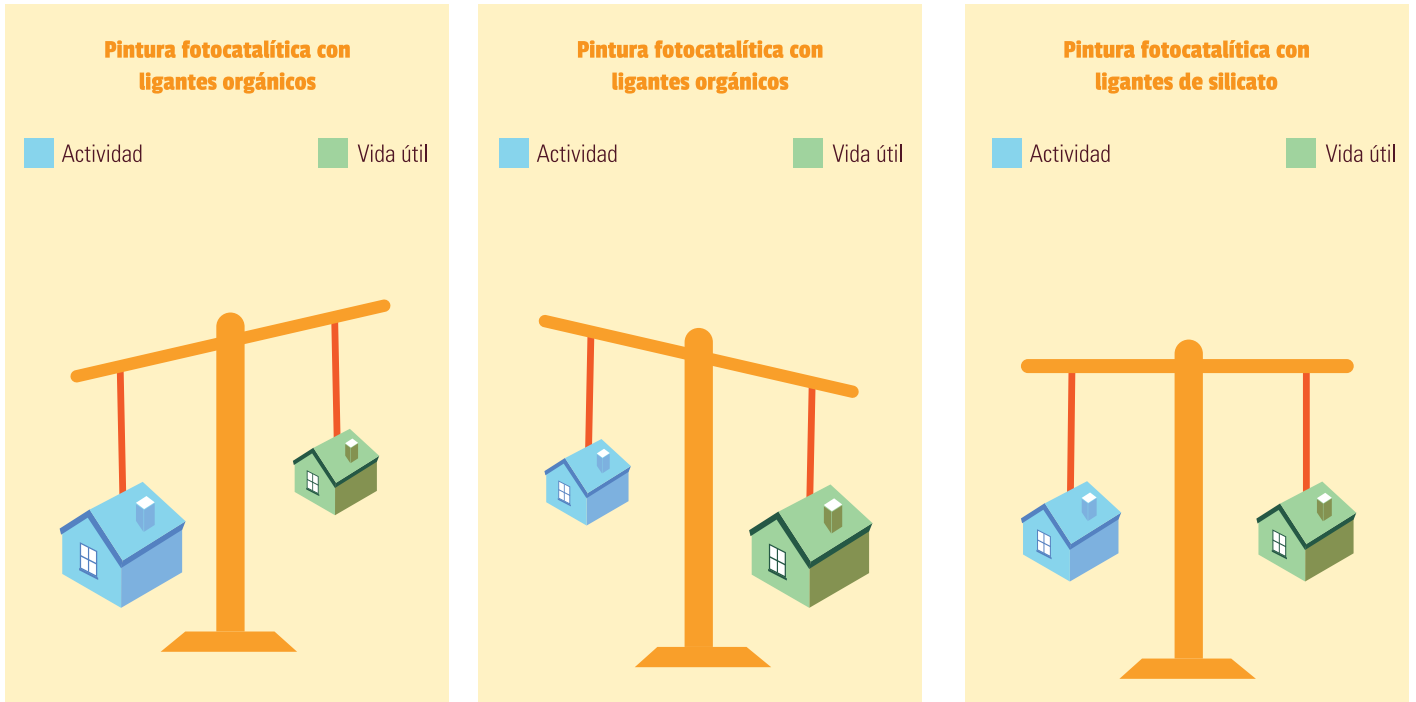 Pintura fotocatalítica con
ligantes orgánicos
Actividad
Vida útil
Pintura fotocatalítica con
ligantes orgánicos
Actividad
Vida útil
Pintura fotocatalítica con
ligantes de silicato
Actividad
Vida útil